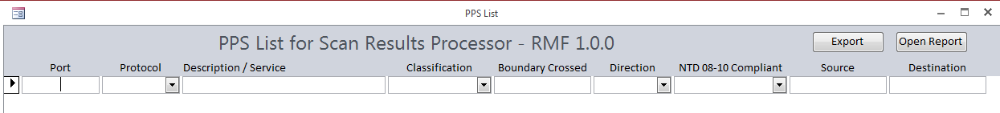 PPS List
PPS List for Scan Results Processor - RMF 1.0.0
Export
Open Report
Port Protocol Description / Service Classification Boundary Crossed Direction NTD 08-10 Compliant Source Destination